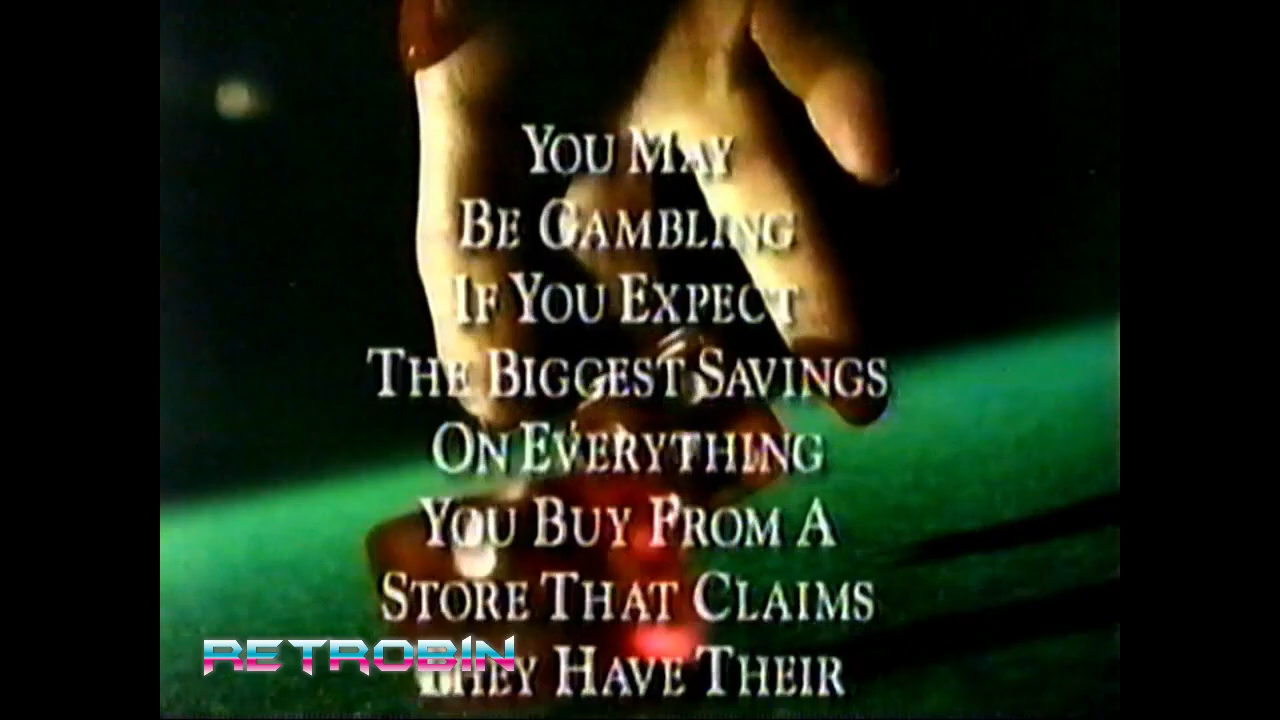 You May
Be Gambling
If You Expect
The Biggest Savings
On Everything
You Buy From A
Store That Claims
They Have Their
RETROBIN